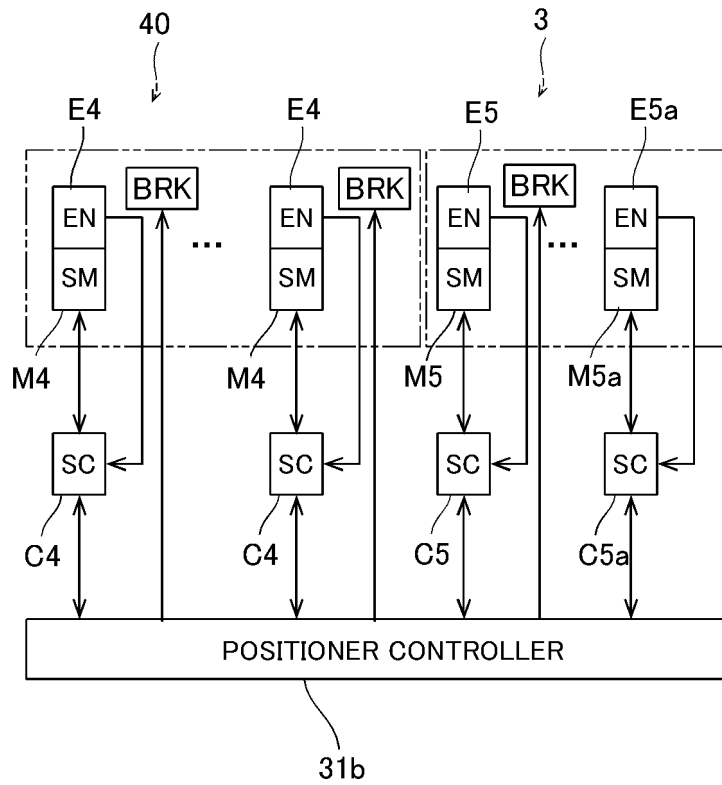 40 3
E4 E4 E5 E5a
BRK BRK BRK
EN EN EN EN
... ... ...
SM SM SM SM
M4 M4 M5 M5a
SC SC SC SC
C4 C4 C5 C5a
POSITIONER CONTROLLER
31b